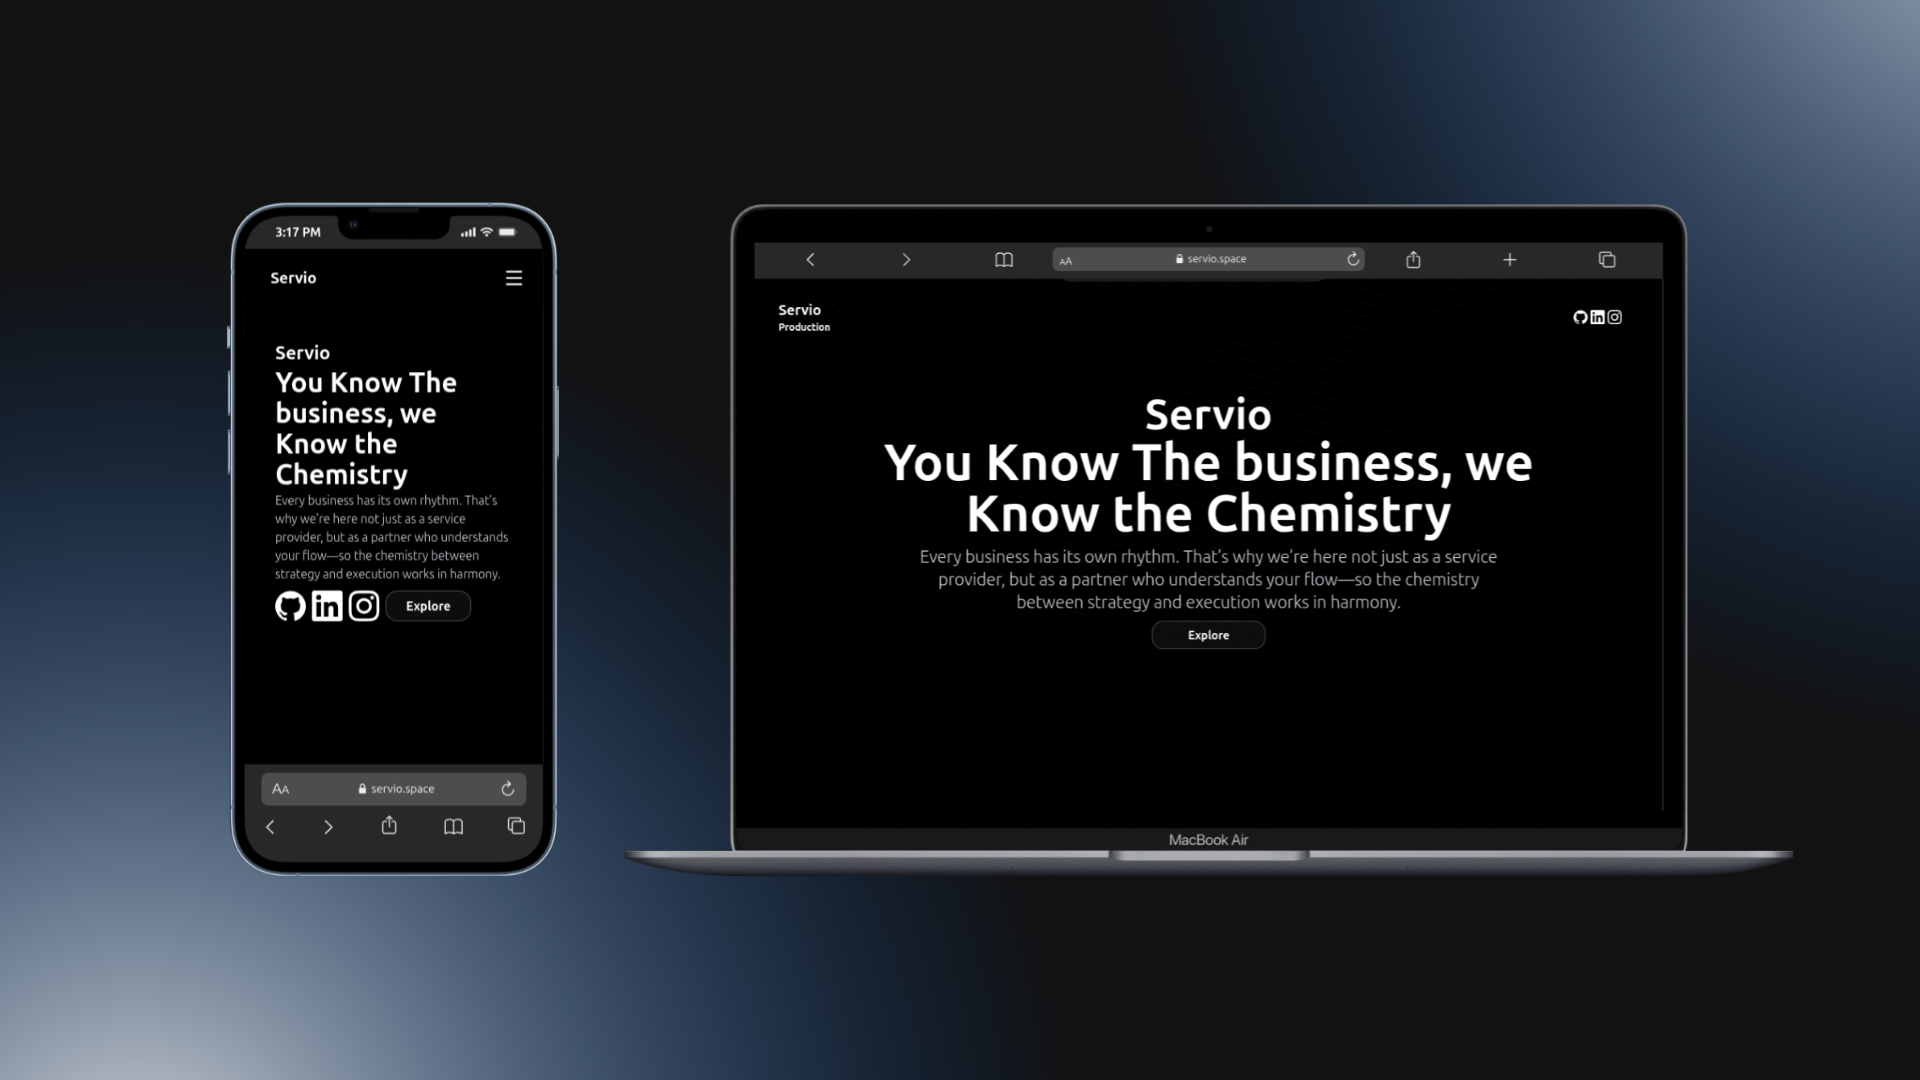 3:17 PM
Servio
Servio
You Know The
business, we
Know the
Chemistry
Every business has its own rhythm. That's
why we're here not just as a service
provider, but as a partner who understands
your flow—so the chemistry between
strategy and execution works in harmony.
in
Explore
AA
servio.space
AA
servio.space
Servio
Production
in
Servio
You Know The business, we
Know the Chemistry
Every business has its own rhythm. That's why we're here not just as a service
provider, but as a partner who understands your flow—so the chemistry
between strategy and execution works in harmony.
Explore
MacBook Air